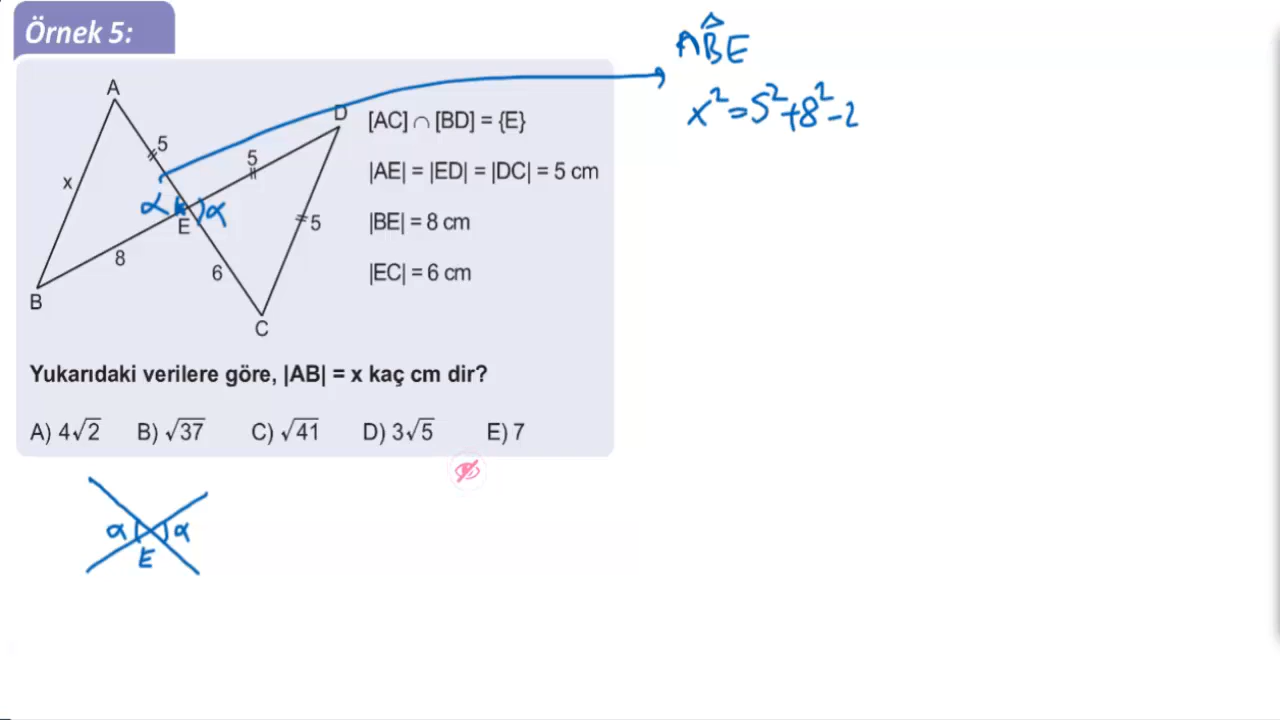 Örnek 5:
ABE
x²=5²+8²-2
A
D
[AC] ∩ [BD] = {E}
5
5
|AE| = |ED| = |DC| = 5 cm
x
α
α
E
5
|BE| = 8 cm
8
6
|EC| = 6 cm
B
C
Yukarıdaki verilere göre, |AB| = x kaç cm dir?
A) 4√2 B) √37 C) √41 D) 3√5 E) 7
α α
E